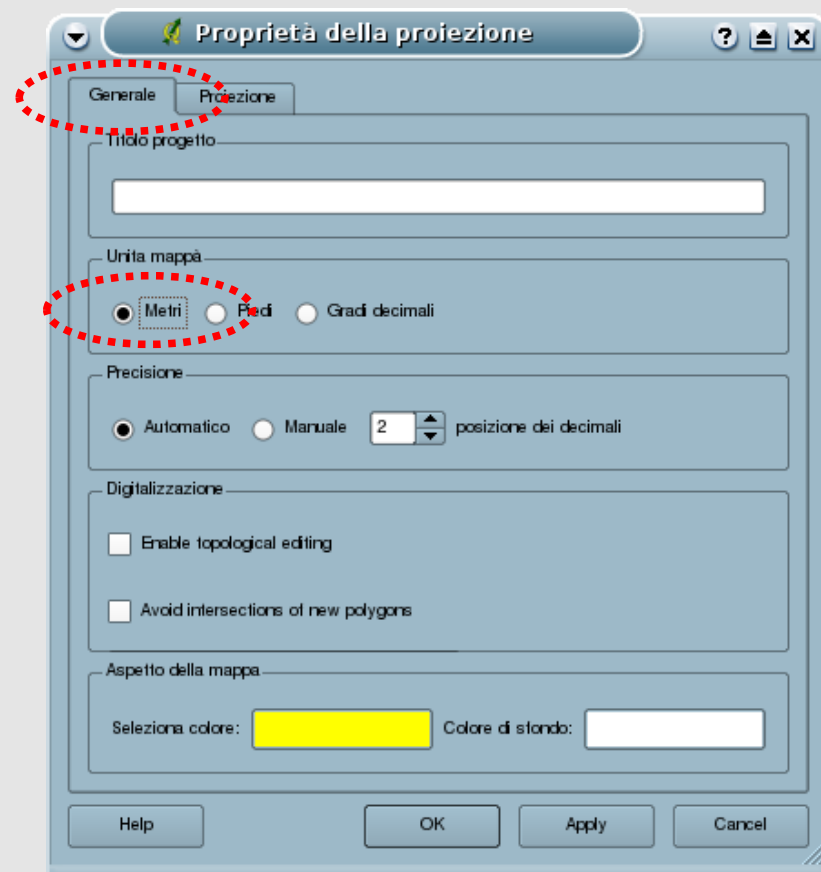 Proprietà della proiezione
Generale
Proiezione
Titolo progetto
Unita mappà
Metri
Piedi
Gradi decimali
Precisione
Automatico
Manuale
2
posizione dei decimali
Digitalizzazione
Enable topological editing
Avoid intersections of new polygons
Aspetto della mappa
Seleziona colore:
Colore di sfondo:
Help
OK
Apply
Cancel